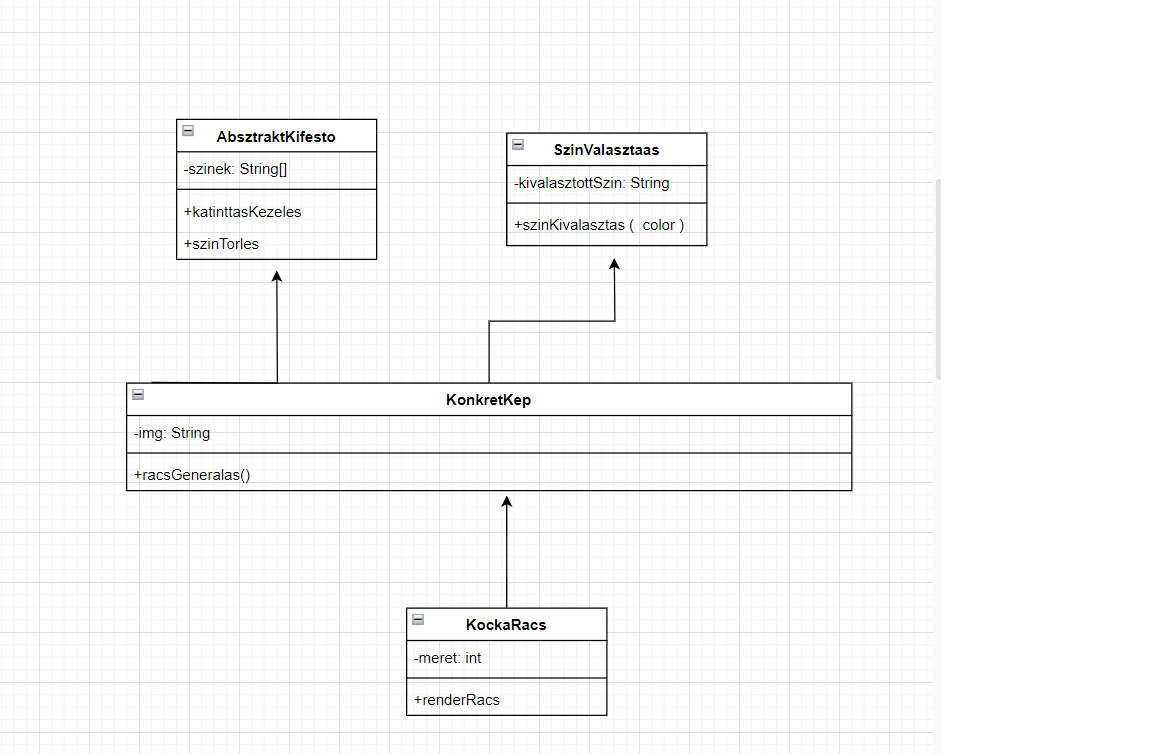 AbsztraktKifesto
-szinek: String[]
+katinttasKezeles
+szinTorles
SzinValasztaas
-kivalasztottSzin: String
+szinKivalasztas ( color )
KonkretKep
-img: String
+racsGeneralas()
KockaRacs
-meret: int
+renderRacs